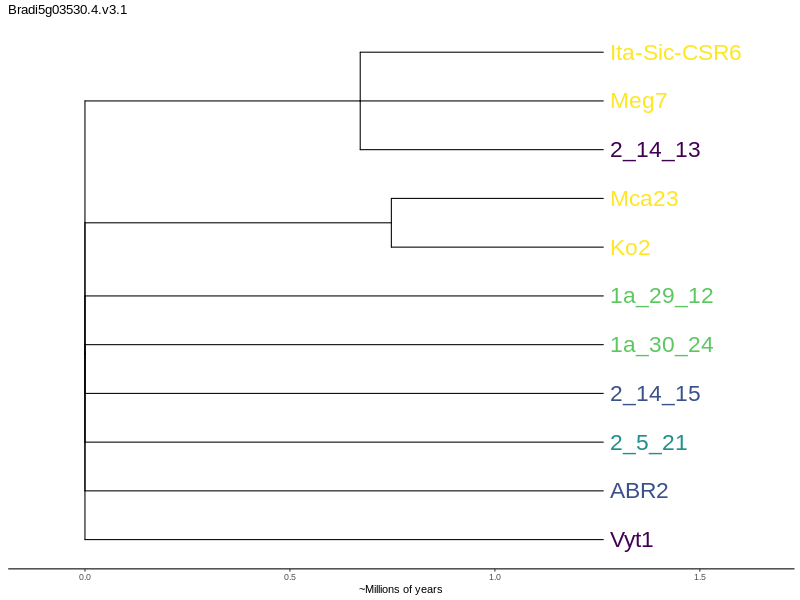 Bradi5g03530.4.v3.1
Ita-Sic-CSR6
Meg7
2_14_13
Mca23
Ko2
1a_29_12
1a_30_24
2_14_15
2_5_21
ABR2
Vyt1
0.0 0.5 1.0 1.5
~Millions of years